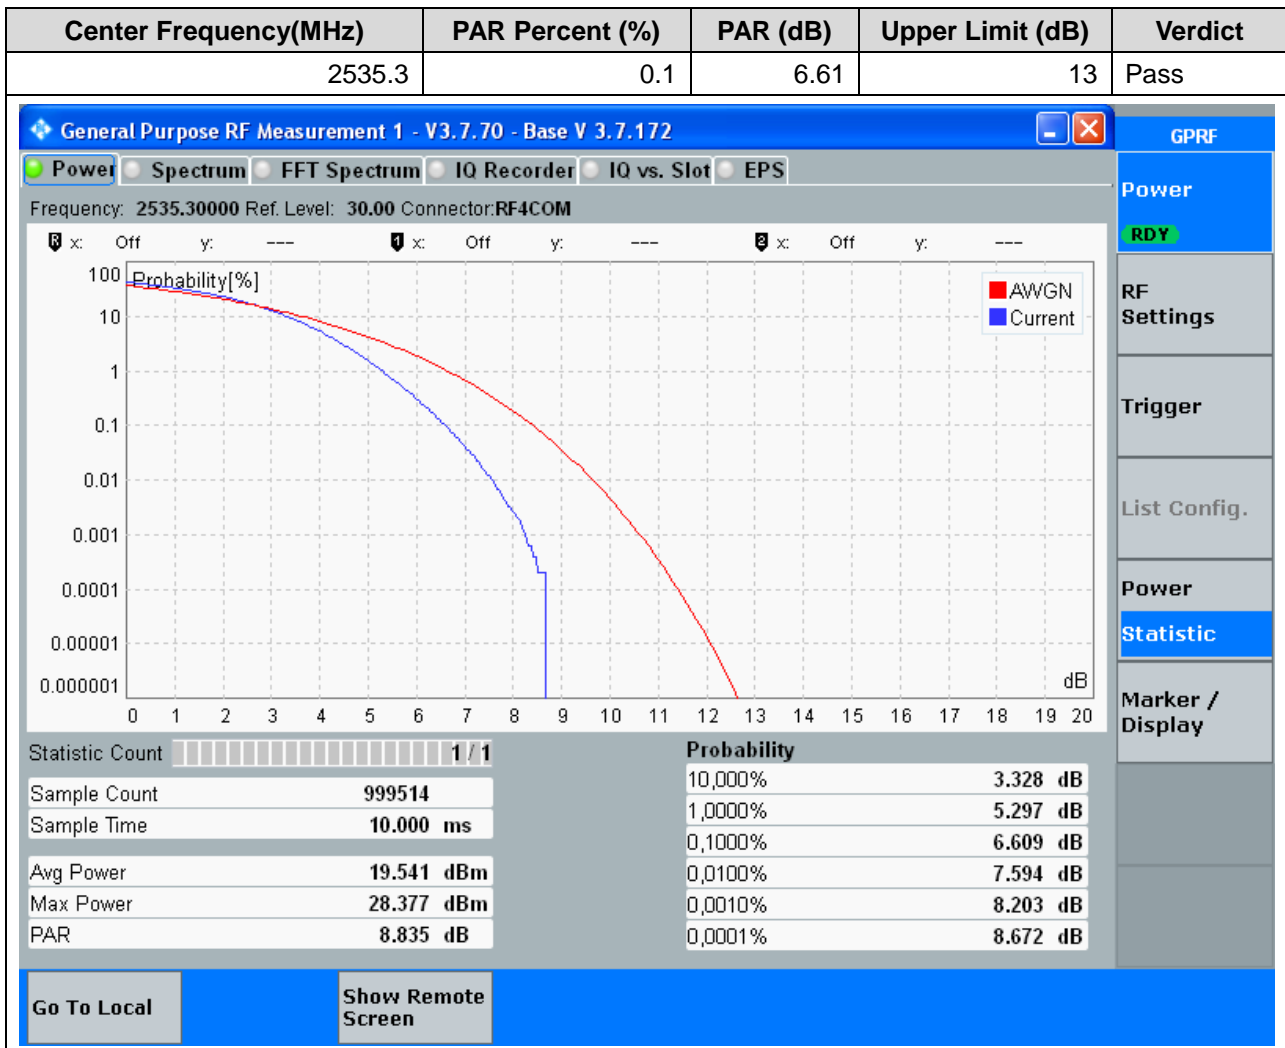 Center Frequency(MHz) PAR Percent (%) PAR (dB) Upper Limit (dB) Verdict
2535.3 0.1 6.61 13 Pass
General Purpose RF Measurement 1 - V3.7.70 - Base V 3.7.172
GPRF
Power Spectrum FFT Spectrum IQ Recorder IQ vs. Slot EPS
Power
RDY
Frequency: 2535.30000 Ref. Level: 30.00 Connector:RF4COM
R x: Off y: --- 1 x: Off y: --- 2 x: Off y: ---
Probability[%]
AWGN
Current
100
10
1
0.1
0.01
0.001
0.0001
0.00001
0.000001
dB
0 1 2 3 4 5 6 7 8 9 10 11 12 13 14 15 16 17 18 19 20
RF
Settings
Trigger
List Config.
Power
Statistic
Marker /
Display
Statistic Count 1 / 1
Sample Count 999514
Sample Time 10.000 ms
Avg Power 19.541 dBm
Max Power 28.377 dBm
PAR 8.835 dB
Probability
10,000% 3.328 dB
1,0000% 5.297 dB
0,1000% 6.609 dB
0,0100% 7.594 dB
0,0010% 8.203 dB
0,0001% 8.672 dB
Go To Local
Show Remote
Screen